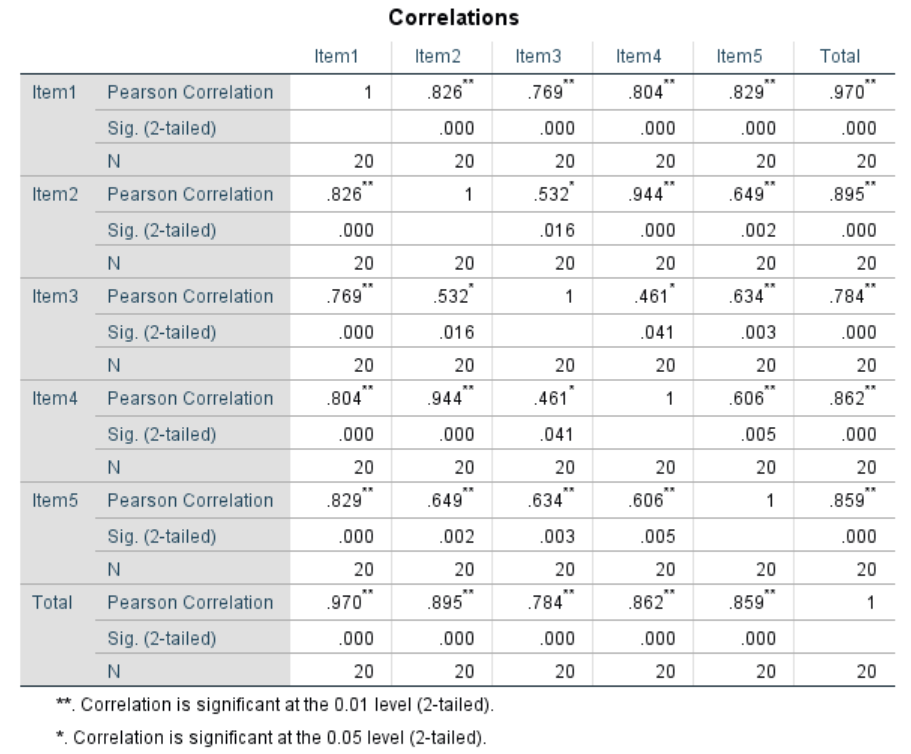 Correlations
Item1 Item2 Item3 Item4 Item5 Total
Item1 Pearson Correlation 1 .826** .769** .804** .829** .970**
Sig. (2-tailed) .000 .000 .000 .000 .000
N 20 20 20 20 20 20
Item2 Pearson Correlation .826** 1 .532* .944** .649** .895**
Sig. (2-tailed) .000 .016 .000 .002 .000
N 20 20 20 20 20 20
Item3 Pearson Correlation .769** .532* 1 .461* .634** .784**
Sig. (2-tailed) .000 .016 .041 .003 .000
N 20 20 20 20 20 20
Item4 Pearson Correlation .804** .944** .461* 1 .606** .862**
Sig. (2-tailed) .000 .000 .041 .005 .000
N 20 20 20 20 20 20
Item5 Pearson Correlation .829** .649** .634** .606** 1 .859**
Sig. (2-tailed) .000 .002 .003 .005 .000
N 20 20 20 20 20 20
Total Pearson Correlation .970** .895** .784** .862** .859** 1
Sig. (2-tailed) .000 .000 .000 .000 .000
N 20 20 20 20 20 20
**. Correlation is significant at the 0.01 level (2-tailed).
*. Correlation is significant at the 0.05 level (2-tailed).